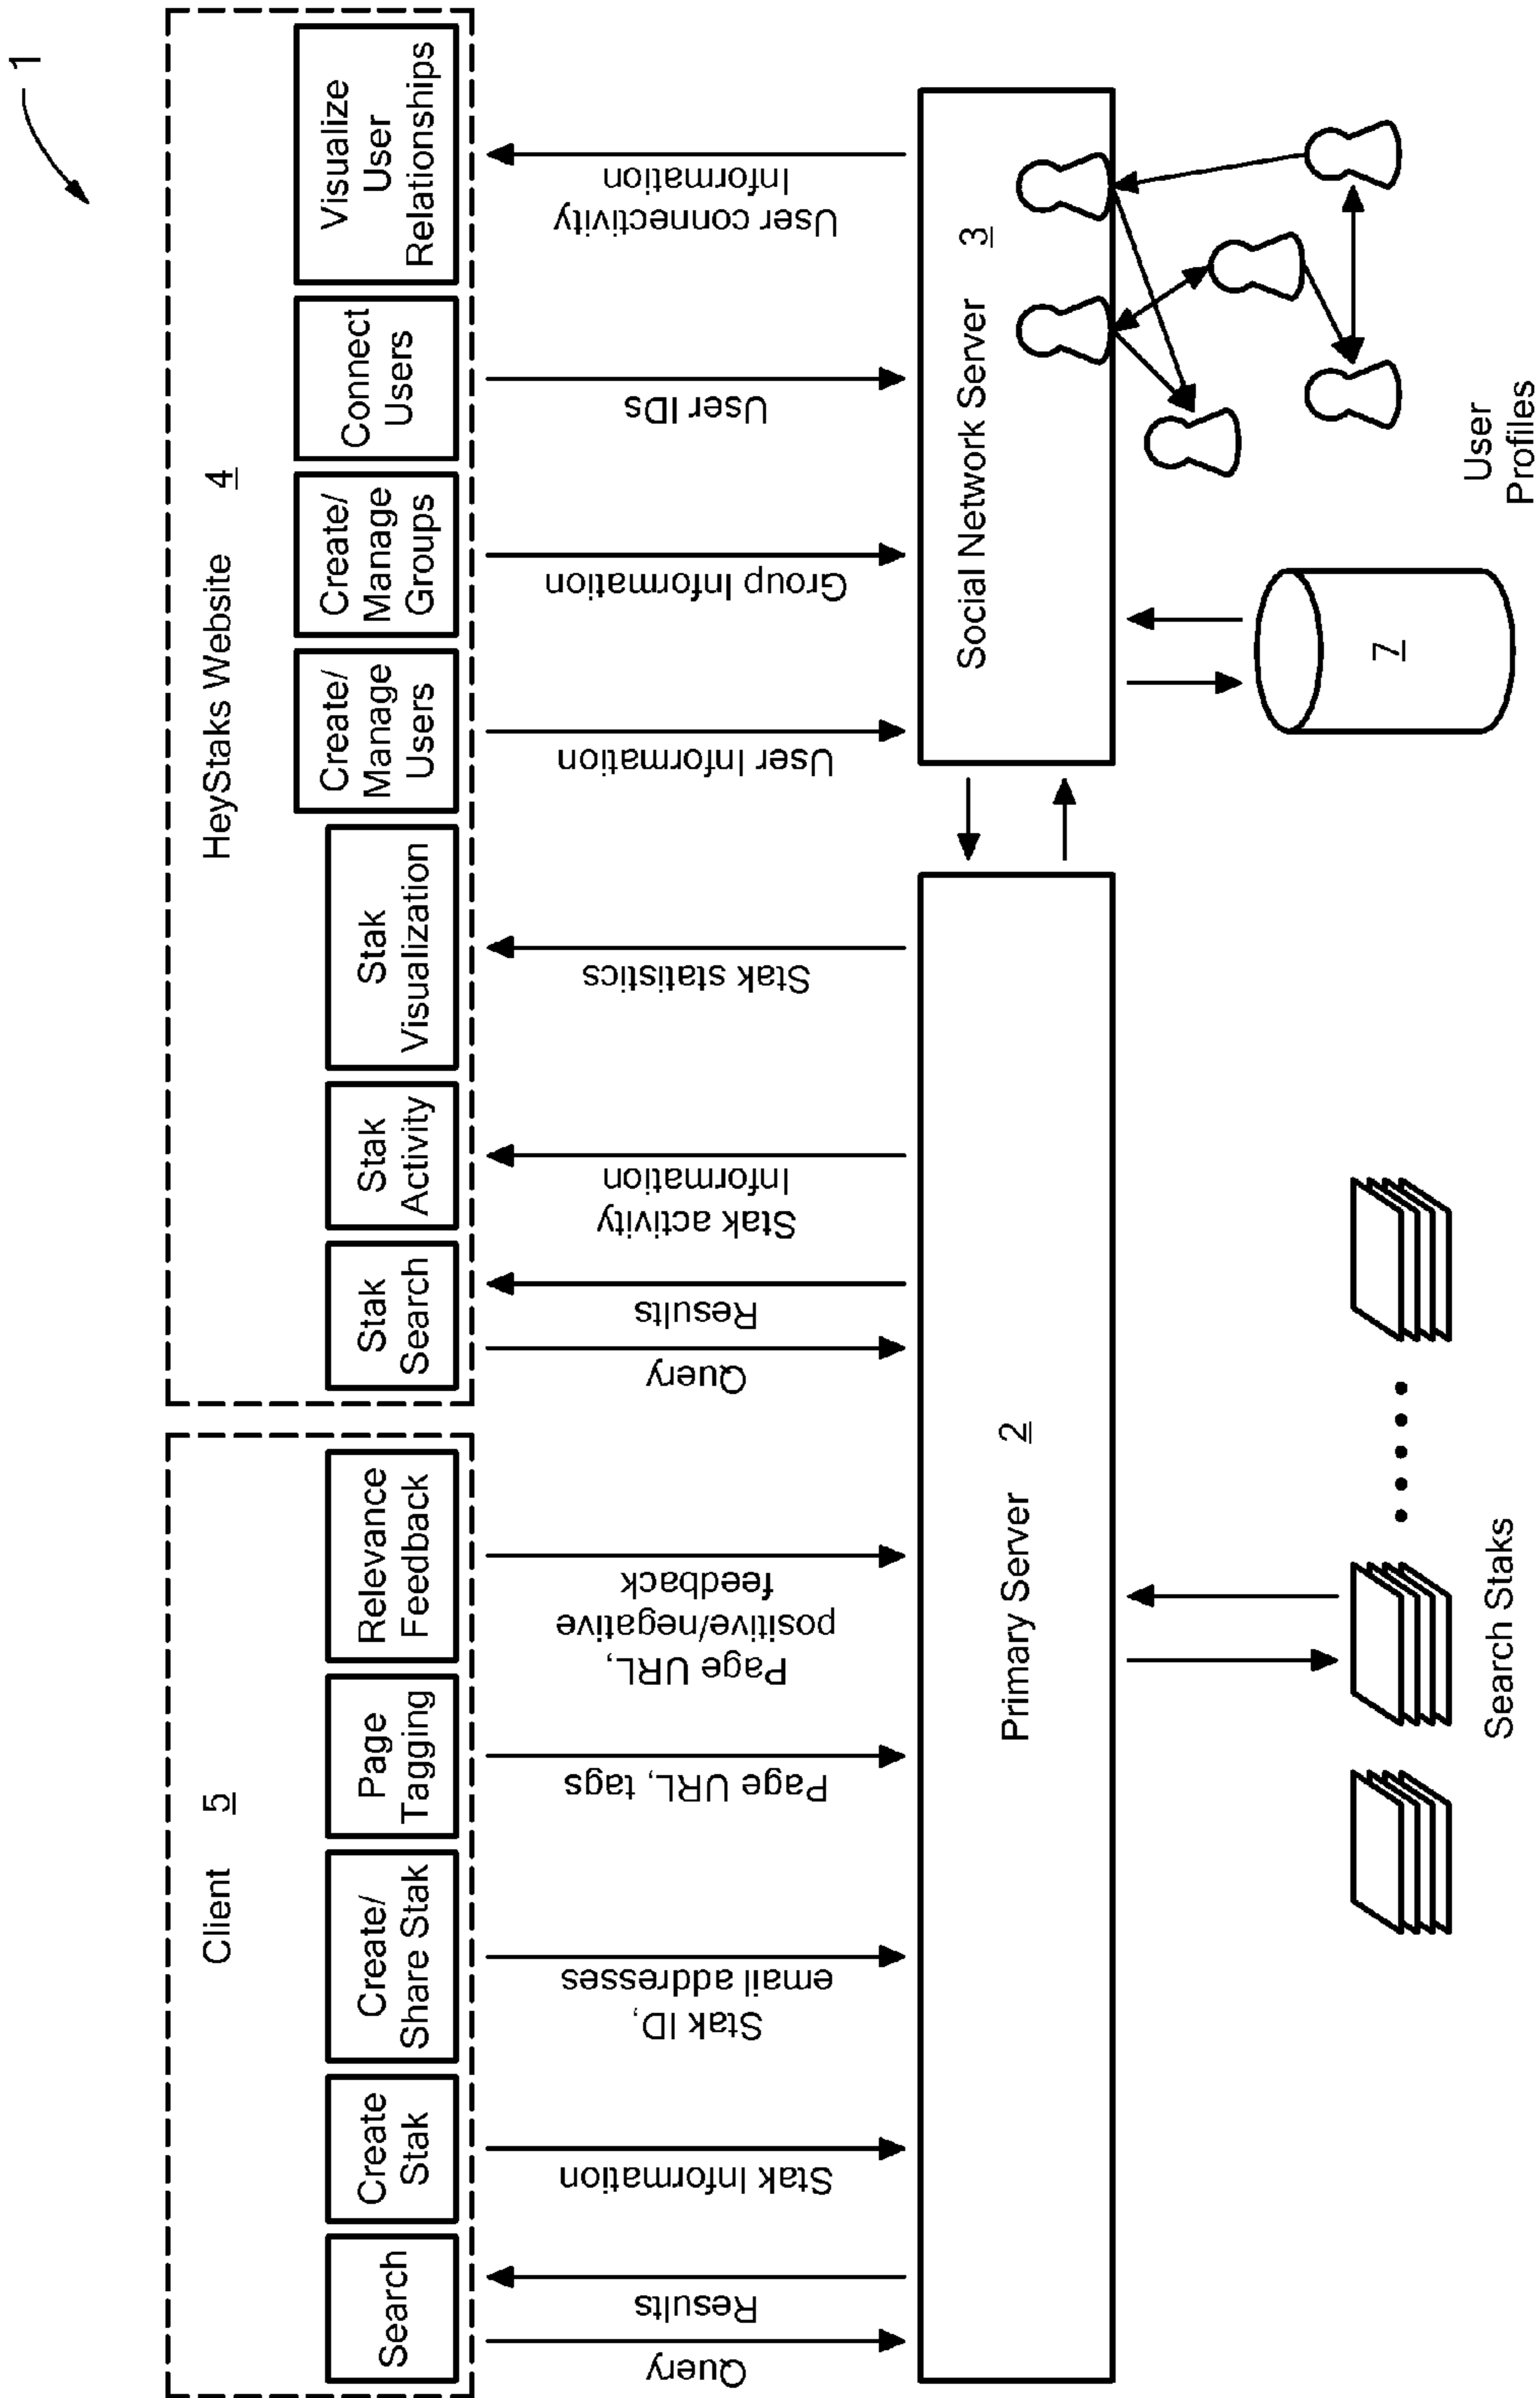 1
Client 5
HeyStaks Website 4
Search
Create
Stak
Create/
Share Stak
Page
Tagging
Relevance
Feedback
Stak
Search
Stak
Activity
Stak
Visualization
Create/
Manage
Users
Create/
Manage
Groups
Connect
Users
Visualize
User
Relationships
Query
Results
Stak Information
Stak ID,
email addresses
Page URL, tags
Page URL,
positive/negative
feedback
Query
Results
Stak activity
Information
Stak statistics
User Information
Group Information
User IDs
User connectivity
Information
Primary Server 2
Social Network Server 3
7
Search Staks
User
Profiles